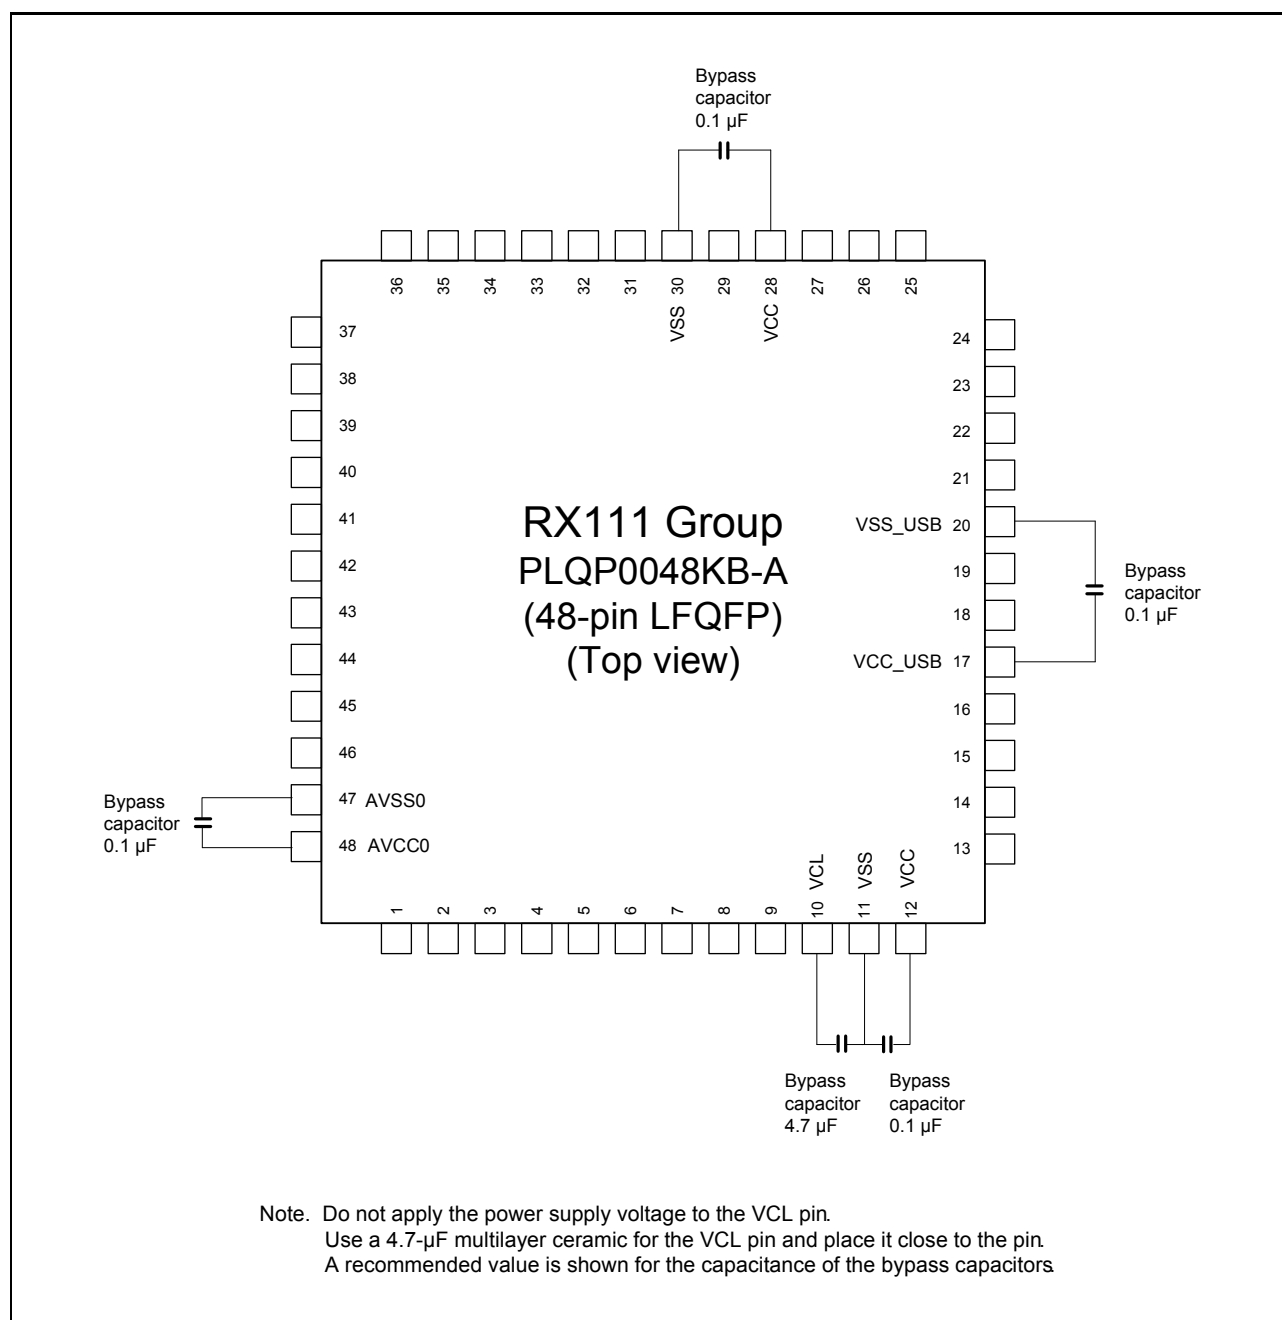 Bypass
capacitor
0.1 µF
36
35
34
33
32
31
30
29
28
27
26
25
VSS
VCC
37
38
39
40
41
42
43
44
45
46
47 AVSS0
48 AVCC0
RX111 Group
PLQP0048KB-A
(48-pin LFQFP)
(Top view)
24
23
22
21
VSS_USB 20
19
18
VCC_USB 17
16
15
14
13
Bypass
capacitor
0.1 µF
Bypass
capacitor
0.1 µF
VCL
VSS
VCC
1
2
3
4
5
6
7
8
9
10
11
12
Bypass
capacitor
4.7 µF
Bypass
capacitor
0.1 µF
Note. Do not apply the power supply voltage to the VCL pin.
Use a 4.7-µF multilayer ceramic for the VCL pin and place it close to the pin.
A recommended value is shown for the capacitance of the bypass capacitors.